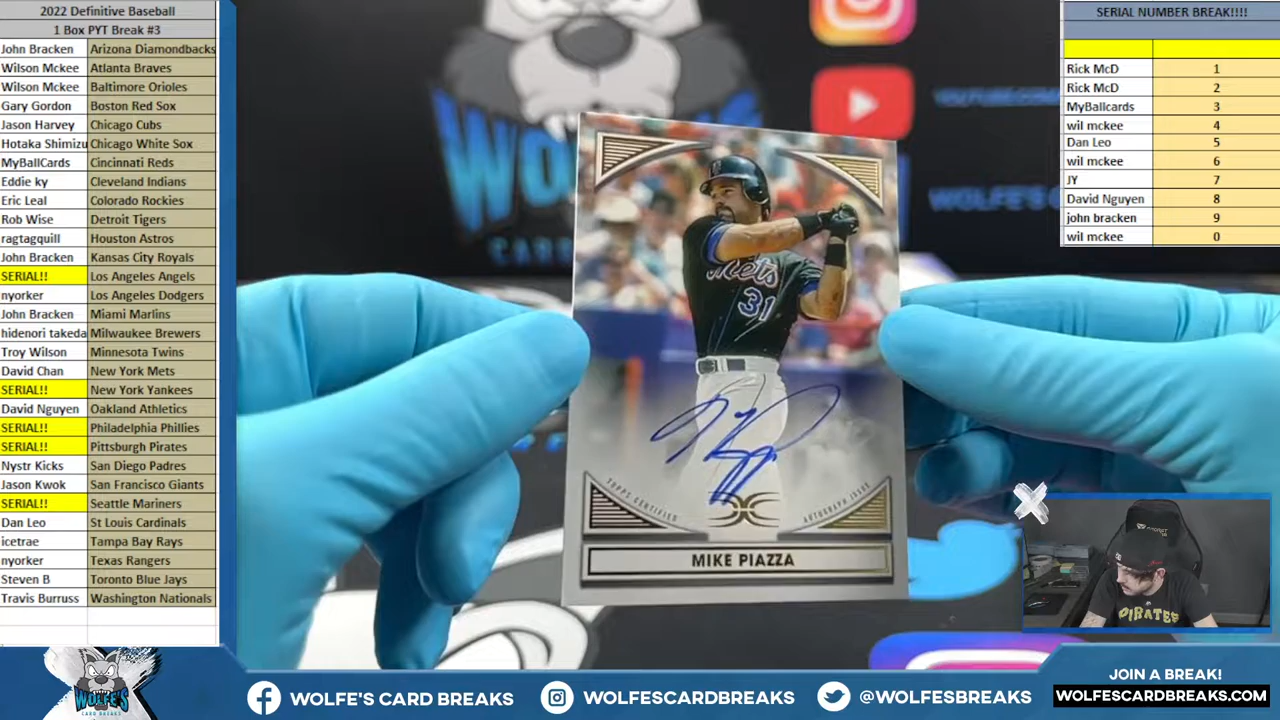 2022 Definitive Baseball
1 Box PYT Break #3
John Bracken Arizona Diamondbacks
Wilson Mckee Atlanta Braves
Wilson Mckee Baltimore Orioles
Gary Gordon Boston Red Sox
Jason Harvey Chicago Cubs
Hotaka Shimizu Chicago White Sox
MyBallCards Cincinnati Reds
Eddie ky Cleveland Indians
Eric Leal Colorado Rockies
Rob Wise Detroit Tigers
ragtagquill Houston Astros
John Bracken Kansas City Royals
SERIAL!! Los Angeles Angels
nyorker Los Angeles Dodgers
John Bracken Miami Marlins
hidenori takeda Milwaukee Brewers
Troy Wilson Minnesota Twins
David Chan New York Mets
SERIAL!! New York Yankees
David Nguyen Oakland Athletics
SERIAL!! Philadelphia Phillies
SERIAL!! Pittsburgh Pirates
Nystr Kicks San Diego Padres
Jason Kwok San Francisco Giants
SERIAL!! Seattle Mariners
Dan Leo St Louis Cardinals
icetrae Tampa Bay Rays
nyorker Texas Rangers
Steven B Toronto Blue Jays
Travis Burruss Washington Nationals
SERIAL NUMBER BREAK!!!!
Rick McD 1
Rick McD 2
MyBallcards 3
wil mckee 4
Dan Leo 5
wil mckee 6
JY 7
David Nguyen 8
john bracken 9
wil mckee 0
Mets
31
TOPPS CERTIFIED
AUTOGRAPH ISSUE
MIKE PIAZZA
PIRATES
WOLFE'S
CARD BREAKS
WOLFE'S CARD BREAKS
WOLFESCARDBREAKS
@WOLFESBREAKS
JOIN A BREAK!
WOLFESCARDBREAKS.COM